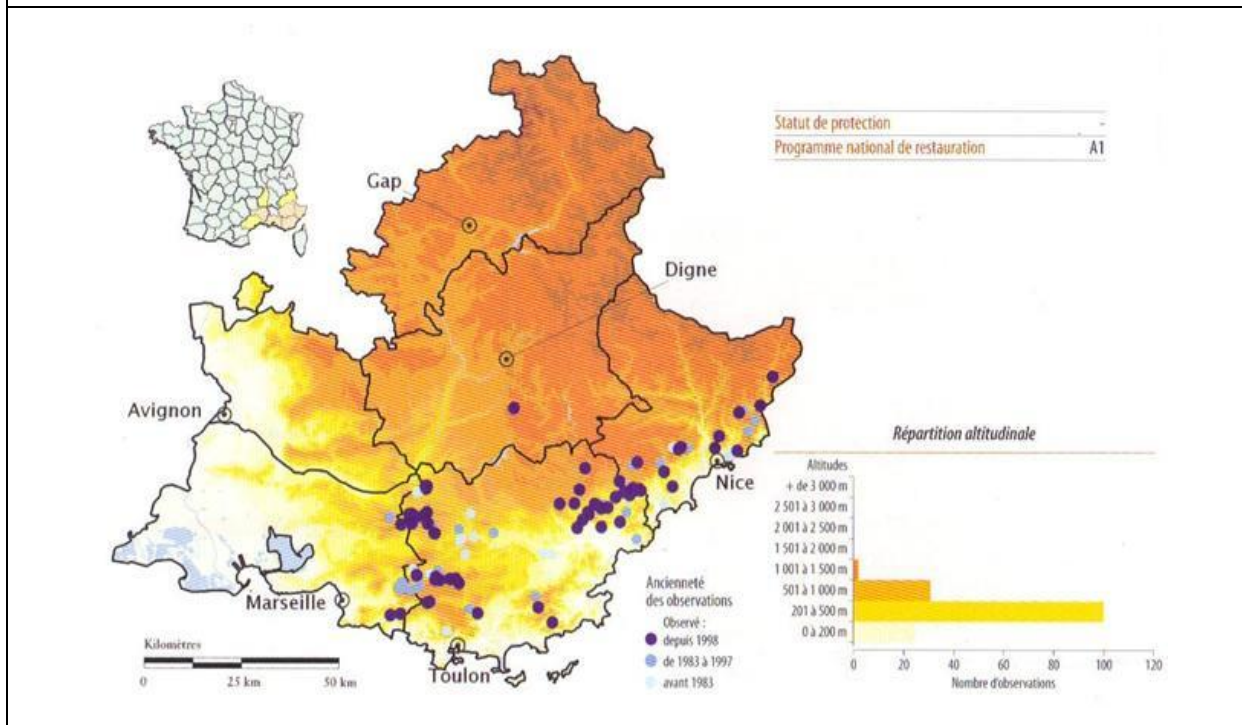 Statut de protection -
Programme national de restauration A1
Gap
Digne
Avignon
Nice
Marseille
Toulon
Kilomètres
0 25 km 50 km
Ancienneté
des observations
Observé :
depuis 1998
de 1983 à 1997
avant 1983
Répartition altitudinale
Altitudes
+ de 3 000 m
2 501 à 3 000 m
2 001 à 2 500 m
1 501 à 2 000 m
1 001 à 1 500 m
501 à 1 000 m
201 à 500 m
0 à 200 m
0 20 40 60 80 100 120
Nombre d'observations